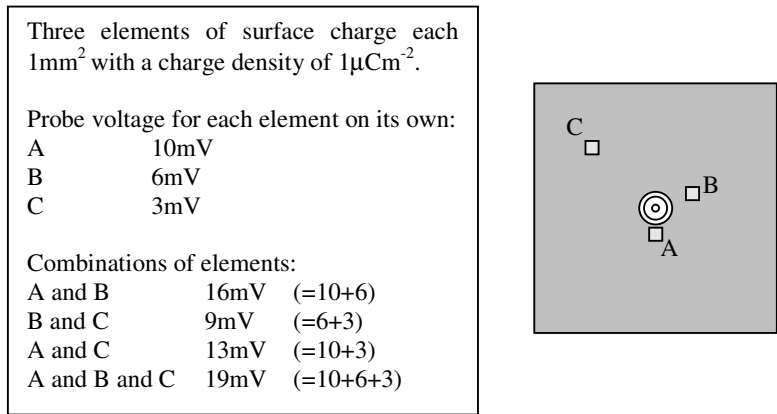 Three elements of surface charge each
1mm² with a charge density of 1μCm⁻².
Probe voltage for each element on its own:
A 10mV
B 6mV
C 3mV
Combinations of elements:
A and B 16mV (=10+6)
B and C 9mV (=6+3)
A and C 13mV (=10+3)
A and B and C 19mV (=10+6+3)
C
B
A